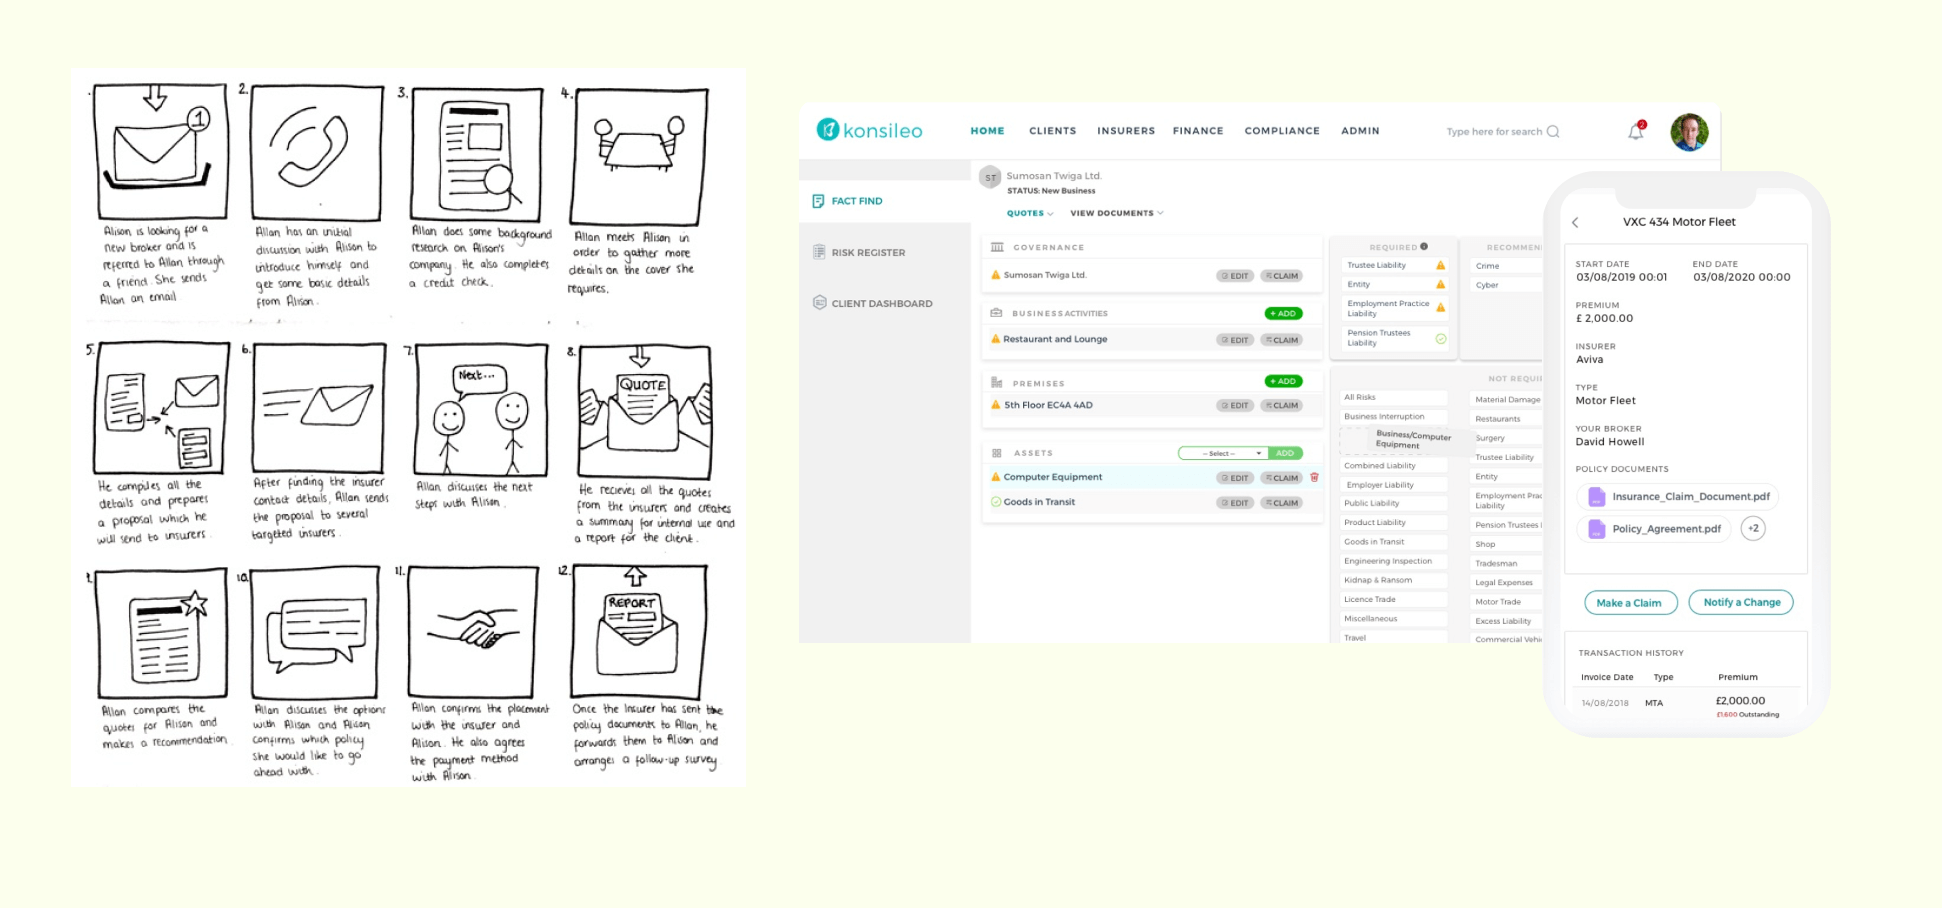 1
Alison is looking for a
new broker and is
referred to Allan through
a friend. She sends
Allan an email
2.
Allan has an initial
discussion with Alison to
introduce himself and
get some basic details
from Alison.
3.
Allan does some background
research on Alison's
company. He also completes
a credit check.
4.
Allan meets Alison in
order to gather more
details on the cover she
requires.
5.
He compiles all the
details and prepares
a proposal which he
will send to insurers.
6.
After finding the insurer
contact details, Allan sends
the proposal to several
targeted insurers.
7.
Next...
Allan discusses the next
steps with Alison.
8.
QUOTE
He recieves all the quotes
from the insurers and creates
a summary for internal use and
a report for the client.
9.
Allan compares the
quotes for Alison and
makes a recommendation.
10.
Allan discusses the options
with Alison and Alison
confirms which policy
she would like to go
ahead with.
11.
Allan confirms the placement
with the insurer and
Alison. He also agrees
the payment method
with Alison.
12.
REPORT
Once the Insurer has sent the
policy documents to Allan, he
forwards them to Alison and
arranges a follow-up survey.
konsileo
HOME CLIENTS INSURERS FINANCE COMPLIANCE ADMIN
Type here for search
2
FACT FIND
RISK REGISTER
CLIENT DASHBOARD
ST
Sumosan Twiga Ltd.
STATUS: New Business
QUOTES VIEW DOCUMENTS
GOVERNANCE
Sumosan Twiga Ltd. EDIT CLAIM
BUSINESS ACTIVITIES + ADD
Restaurant and Lounge EDIT CLAIM
PREMISES + ADD
5th Floor EC4A 4AD EDIT CLAIM
ASSETS -- Select -- ADD
Computer Equipment EDIT CLAIM
Goods in Transit EDIT CLAIM
REQUIRED
Trustee Liability
Entity
Employment Practice
Liability
Pension Trustees
Liability
RECOMMEN
Crime
Cyber
NOT REQUI
All Risks
Business Interruption
Business/Computer
Equipment
Combined Liability
Employer Liability
Public Liability
Product Liability
Goods in Transit
Engineering Inspection
Kidnap & Ransom
Licence Trade
Miscellaneous
Travel
Material Damage
Restaurants
Surgery
Trustee Liability
Entity
Employment Prac
Liability
Pension Trustees
Shop
Tradesman
Legal Expenses
Motor Trade
Excess Liability
Commercial Vehi
VXC 434 Motor Fleet
START DATE END DATE
03/08/2019 00:01 03/08/2020 00:00
PREMIUM
£ 2,000.00
INSURER
Aviva
TYPE
Motor Fleet
YOUR BROKER
David Howell
POLICY DOCUMENTS
Insurance_Claim_Document.pdf
Policy_Agreement.pdf +2
Make a Claim Notify a Change
TRANSACTION HISTORY
Invoice Date Type Premium
14/08/2018 MTA £2,000.00
£1,600 Outstanding